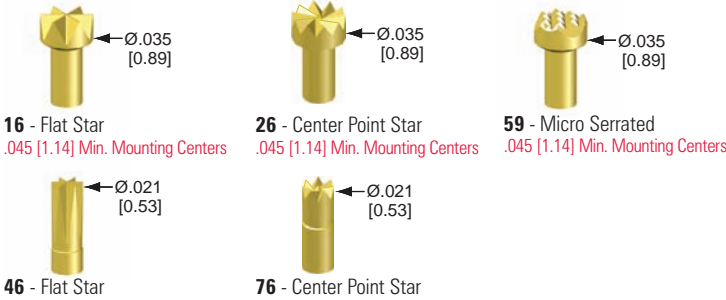 Ø.035
[0.89]
16 - Flat Star
.045 [1.14] Min. Mounting Centers
Ø.035
[0.89]
26 - Center Point Star
.045 [1.14] Min. Mounting Centers
Ø.035
[0.89]
59 - Micro Serrated
.045 [1.14] Min. Mounting Centers
Ø.021
[0.53]
46 - Flat Star
Ø.021
[0.53]
76 - Center Point Star